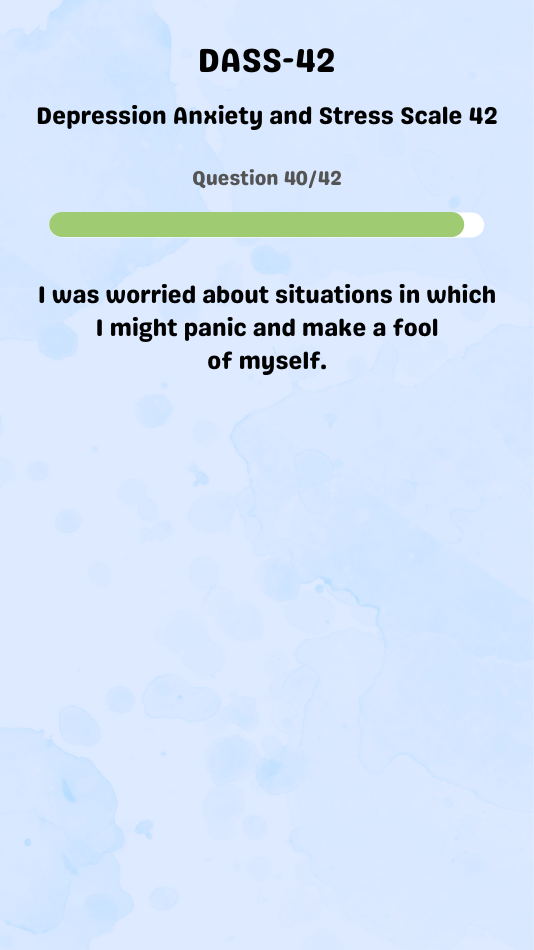 DASS-42
Depression Anxiety and Stress Scale 42
Question 40/42
I was worried about situations in which
I might panic and make a fool
of myself.